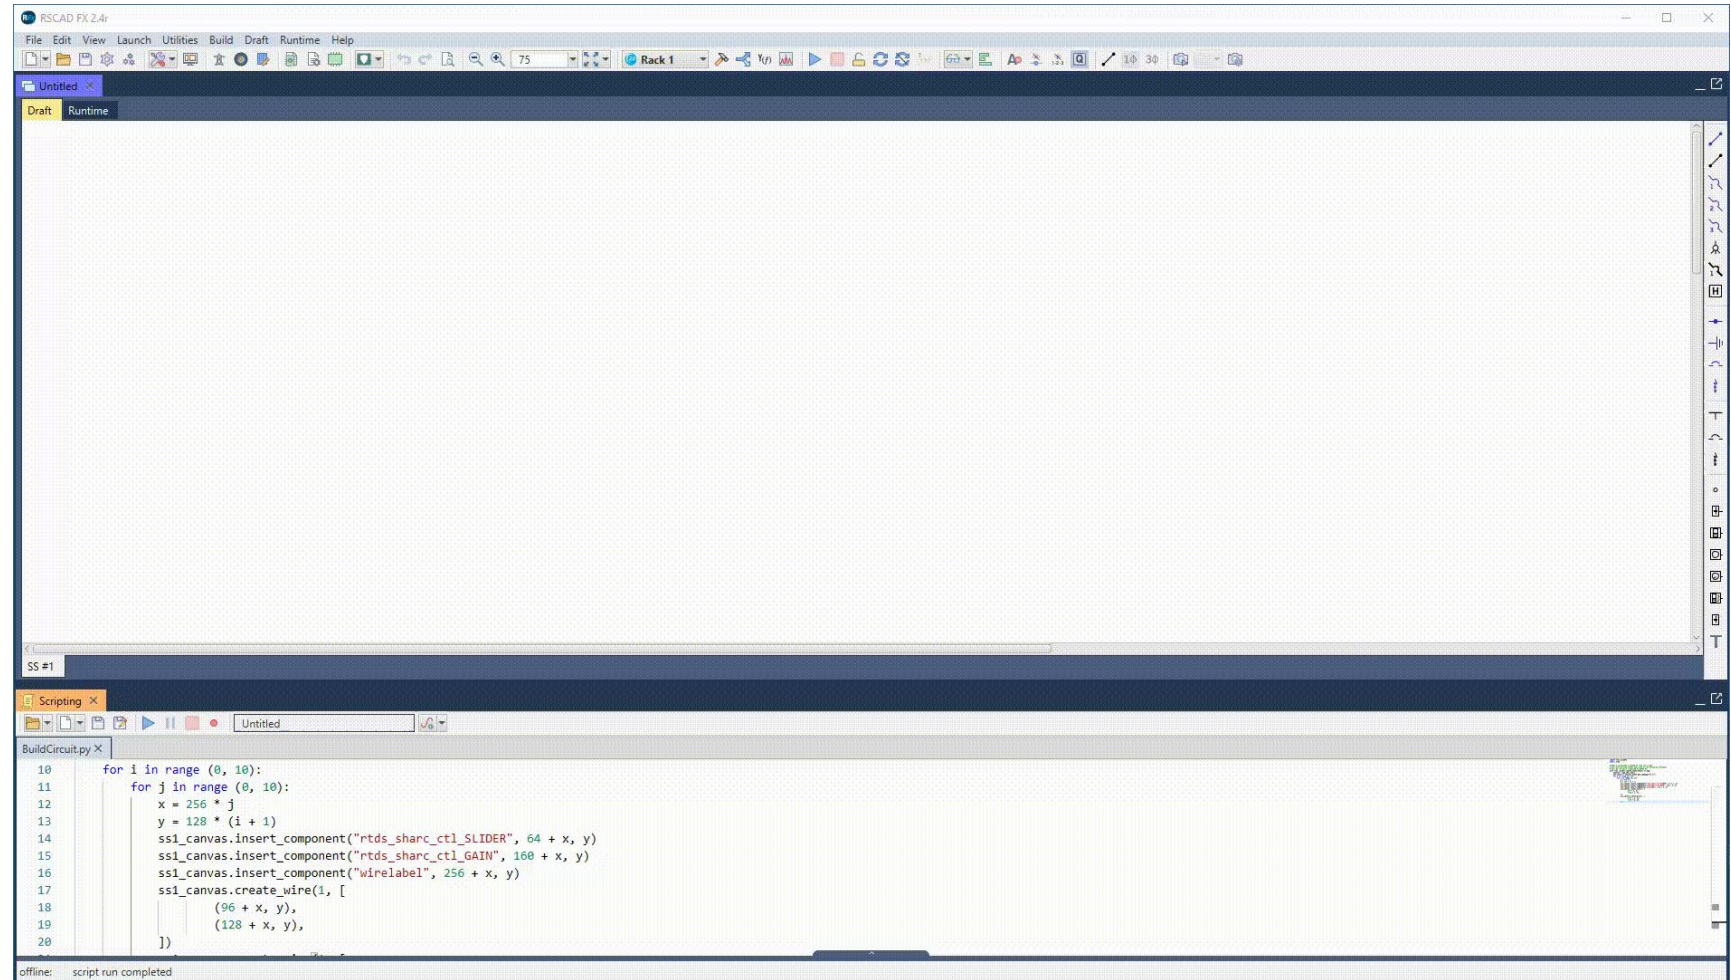 RSCAD FX 2.4r
File Edit View Launch Utilities Build Draft Runtime Help
75 Rack 1 Y(f) 1Φ 3Φ
Untitled
Draft Runtime
SS #1
Scripting
Untitled
BuildCircuit.py
10 for i in range (0, 10):
11 for j in range (0, 10):
12 x = 256 * j
13 y = 128 * (i + 1)
14 ss1_canvas.insert_component("rtds_sharc_ctl_SLIDER", 64 + x, y)
15 ss1_canvas.insert_component("rtds_sharc_ctl_GAIN", 160 + x, y)
16 ss1_canvas.insert_component("wirelabel", 256 + x, y)
17 ss1_canvas.create_wire(1, [
18 (96 + x, y),
19 (128 + x, y),
20 ])
offline: script run completed